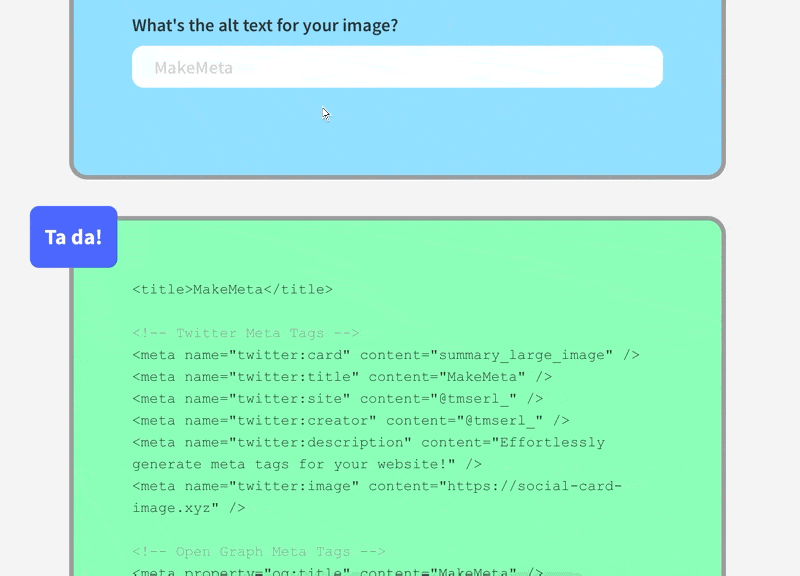 What's the alt text for your image?
MakeMeta
Ta da!
<title>MakeMeta</title>
<!-- Twitter Meta Tags -->
<meta name="twitter:card" content="summary_large_image" />
<meta name="twitter:title" content="MakeMeta" />
<meta name="twitter:site" content="@tmserl_" />
<meta name="twitter:creator" content="@tmserl_" />
<meta name="twitter:description" content="Effortlessly
generate meta tags for your website!" />
<meta name="twitter:image" content="https://social-card-
image.xyz" />
<!-- Open Graph Meta Tags -->
<meta property="og:title" content="MakeMeta" />